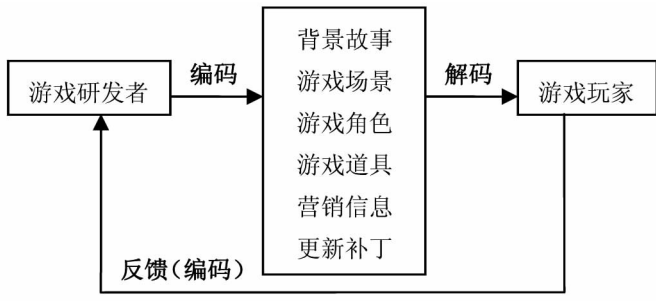 游戏研发者
编码
背景故事
游戏场景
游戏角色
游戏道具
营销信息
更新补丁
解码
游戏玩家
反馈（编码）